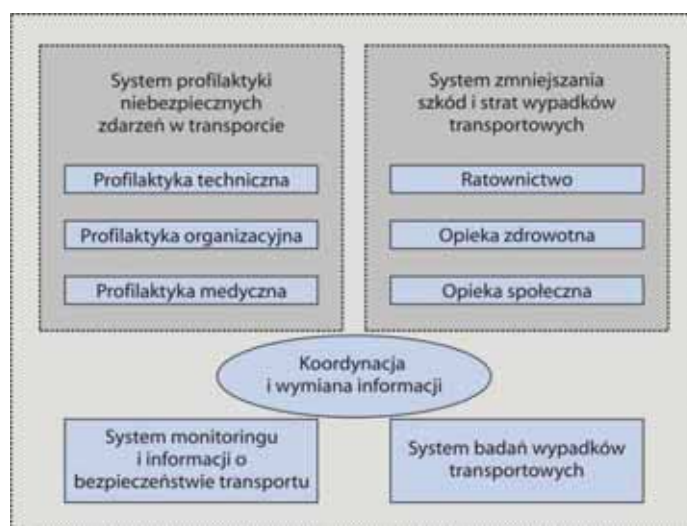 System profilaktyki
niebezpiecznych
zdarzeń w transporcie
Profilaktyka techniczna
Profilaktyka organizacyjna
Profilaktyka medyczna
System zmniejszania
szkód i strat wypadków
transportowych
Ratownictwo
Opieka zdrowotna
Opieka społeczna
Koordynacja
i wymiana informacji
System monitoringu
i informacji o
bezpieczeństwie transportu
System badań wypadków
transportowych